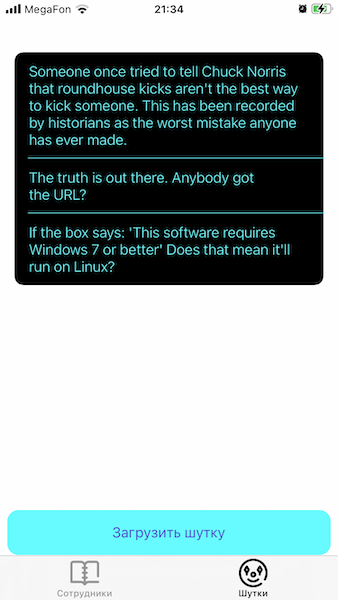 MegaFon
21:34
Someone once tried to tell Chuck Norris
that roundhouse kicks aren't the best way
to kick someone. This has been recorded
by historians as the worst mistake anyone
has ever made.
The truth is out there. Anybody got
the URL?
If the box says: 'This software requires
Windows 7 or better' Does that mean it'll
run on Linux?
Загрузить шутку
Сотрудники
Шутки